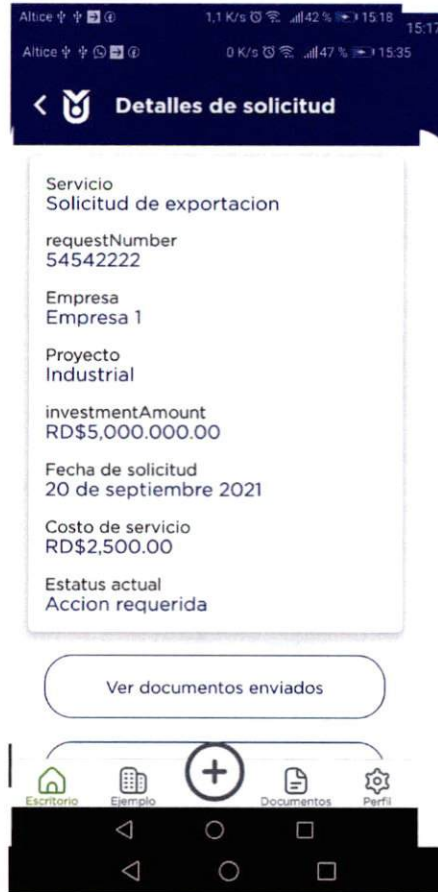 Altice 1,1 K/s 42 % 15:18
15:17
Altice 0 K/s 47 % 15:35
Detalles de solicitud
Servicio
Solicitud de exportacion
requestNumber
54542222
Empresa
Empresa 1
Proyecto
Industrial
investmentAmount
RD$5,000.000.00
Fecha de solicitud
20 de septiembre 2021
Costo de servicio
RD$2,500.00
Estatus actual
Accion requerida
Ver documentos enviados
Escritorio Ejemplo Documentos Perfil